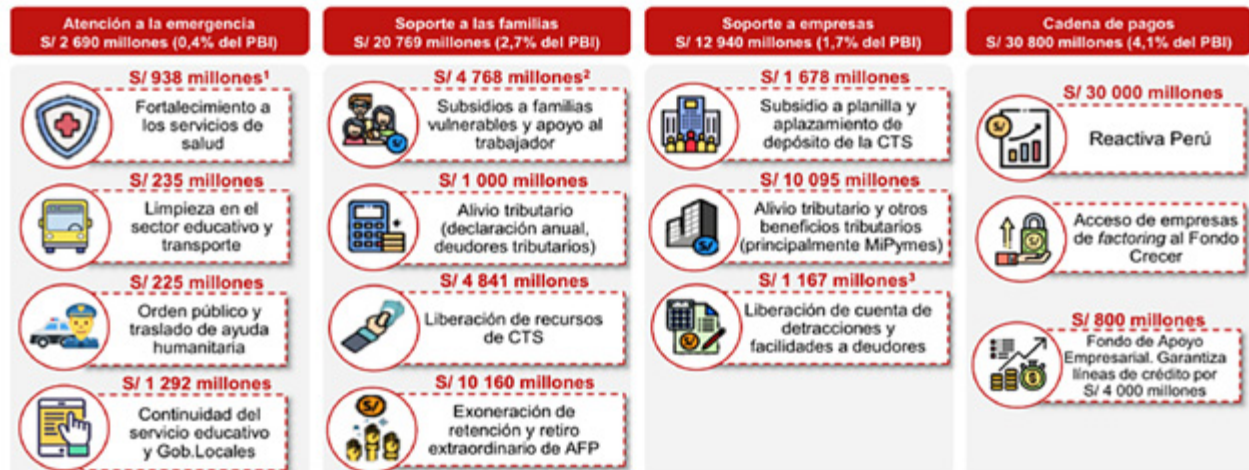 Atención a la emergencia
S/ 2 690 millones (0,4% del PBI)
S/ 938 millones¹
Fortalecimiento a
los servicios de
salud
S/ 235 millones
Limpieza en el
sector educativo y
transporte
S/ 225 millones
Orden público y
traslado de ayuda
humanitaria
S/ 1 292 millones
Continuidad del
servicio educativo
y Gob.Locales
Soporte a las familias
S/ 20 769 millones (2,7% del PBI)
S/ 4 768 millones²
Subsidios a familias
vulnerables y apoyo al
trabajador
S/ 1 000 millones
Alivio tributario
(declaración anual,
deudores tributarios)
S/ 4 841 millones
Liberación de recursos
de CTS
S/ 10 160 millones
S/
Exoneración de
retención y retiro
extraordinario de AFP
Soporte a empresas
S/ 12 940 millones (1,7% del PBI)
S/ 1 678 millones
Subsidio a planilla y
aplazamiento de
depósito de la CTS
S/ 10 095 millones
Alivio tributario y otros
beneficios tributarios
(principalmente MiPymes)
S/ 1 167 millones³
Liberación de cuenta de
detracciones y
facilidades a deudores
Cadena de pagos
S/ 30 800 millones (4,1% del PBI)
S/ 30 000 millones
S/
Reactiva Perú
Acceso de empresas
de factoring al Fondo
Crecer
S/ 800 millones
Fondo de Apoyo
Empresarial. Garantiza
líneas de crédito por
S/ 4 000 millones